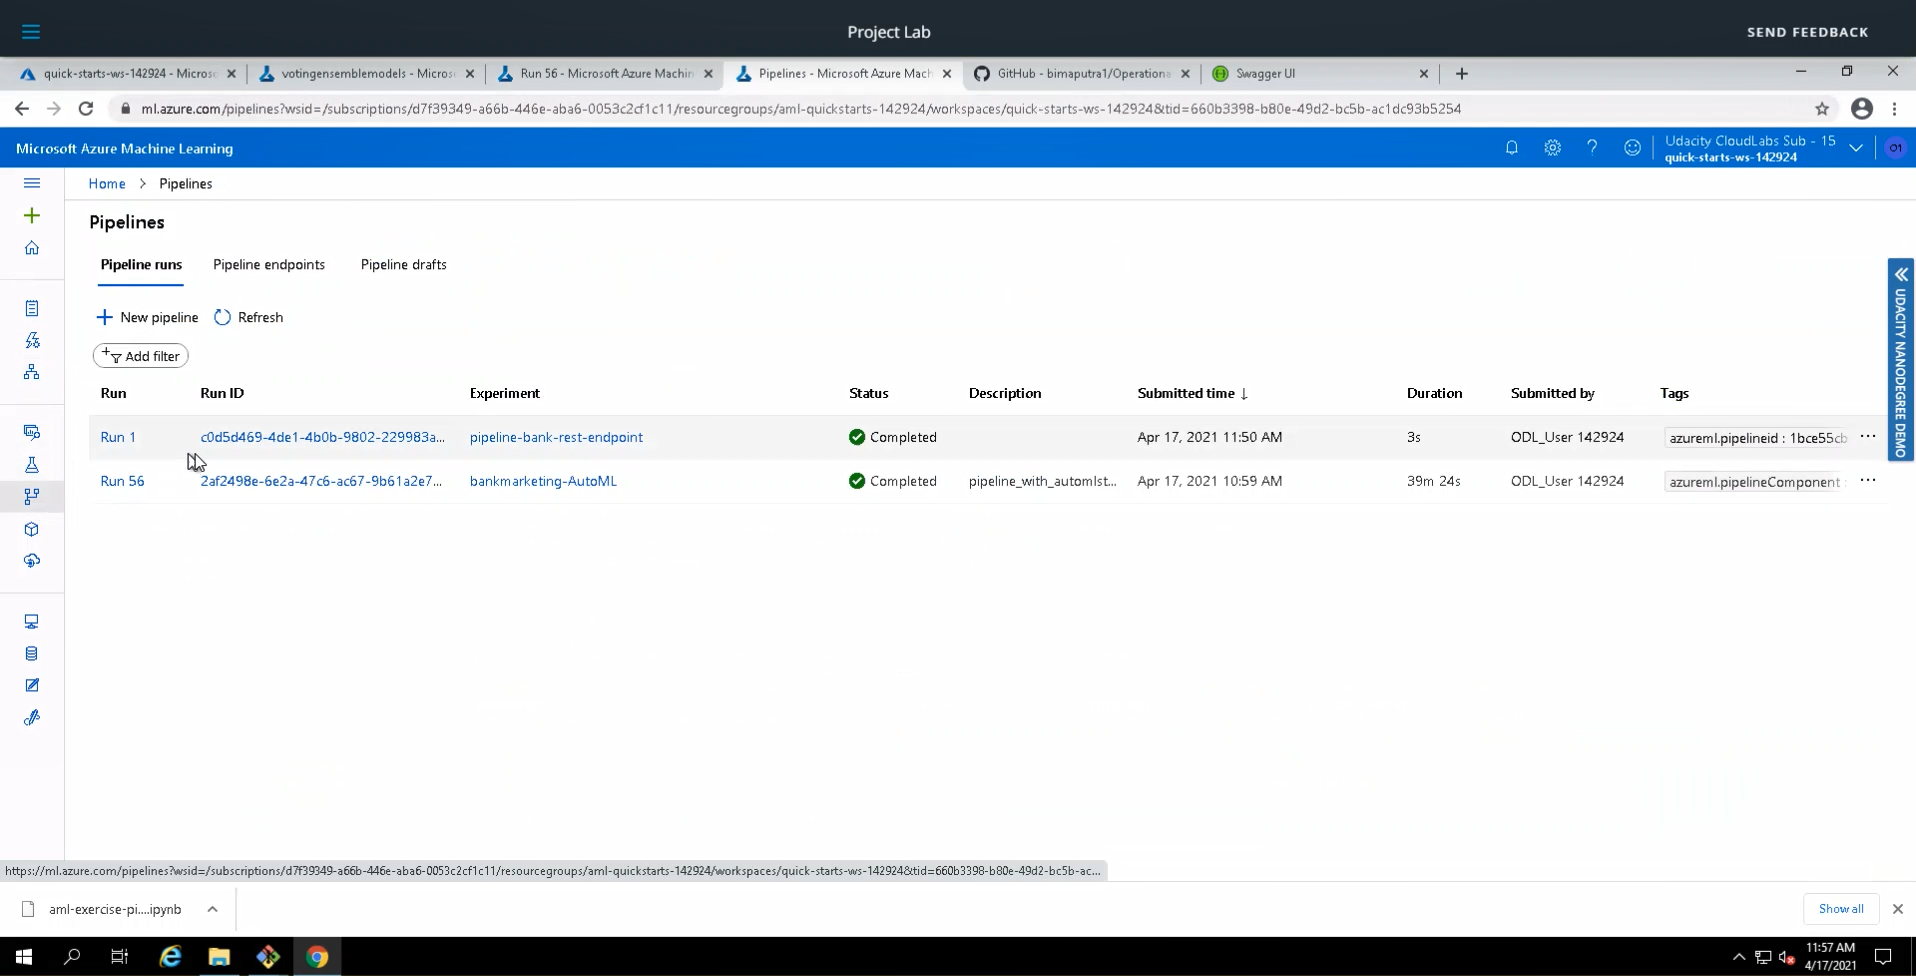 Project Lab
SEND FEEDBACK
quick-starts-ws-142924 - Micros
votingensemblemodels - Micros
Run 56 - Microsoft Azure Machin
Pipelines - Microsoft Azure Mach
GitHub - bimaputra1/Operationa
Swagger UI
ml.azure.com/pipelines?wsid=/subscriptions/d7f39349-a66b-446e-aba6-0053c2cf1c11/resourcegroups/aml-quickstarts-142924/workspaces/quick-starts-ws-142924&tid=660b3398-b80e-49d2-bc5b-ac1dc93b5254
Microsoft Azure Machine Learning
Udacity CloudLabs Sub - 15
quick-starts-ws-142924
O1
Home > Pipelines
Pipelines
Pipeline runs Pipeline endpoints Pipeline drafts
New pipeline Refresh
Add filter
Run Run ID Experiment Status Description Submitted time ↓ Duration Submitted by Tags
Run 1 c0d5d469-4de1-4b0b-9802-229983a... pipeline-bank-rest-endpoint Completed Apr 17, 2021 11:50 AM 3s ODL_User 142924 azureml.pipelineid : 1bce55cb ...
Run 56 2af2498e-6e2a-47c6-ac67-9b61a2e7... bankmarketing-AutoML Completed pipeline_with_automlst... Apr 17, 2021 10:59 AM 39m 24s ODL_User 142924 azureml.pipelineComponent : ...
UDACITY NANODEGREE DEMO
https://ml.azure.com/pipelines?wsid=/subscriptions/d7f39349-a66b-446e-aba6-0053c2cf1c11/resourcegroups/aml-quickstarts-142924/workspaces/quick-starts-ws-142924&tid=660b3398-b80e-49d2-bc5b-ac...
aml-exercise-pi....ipynb
Show all
11:57 AM
4/17/2021